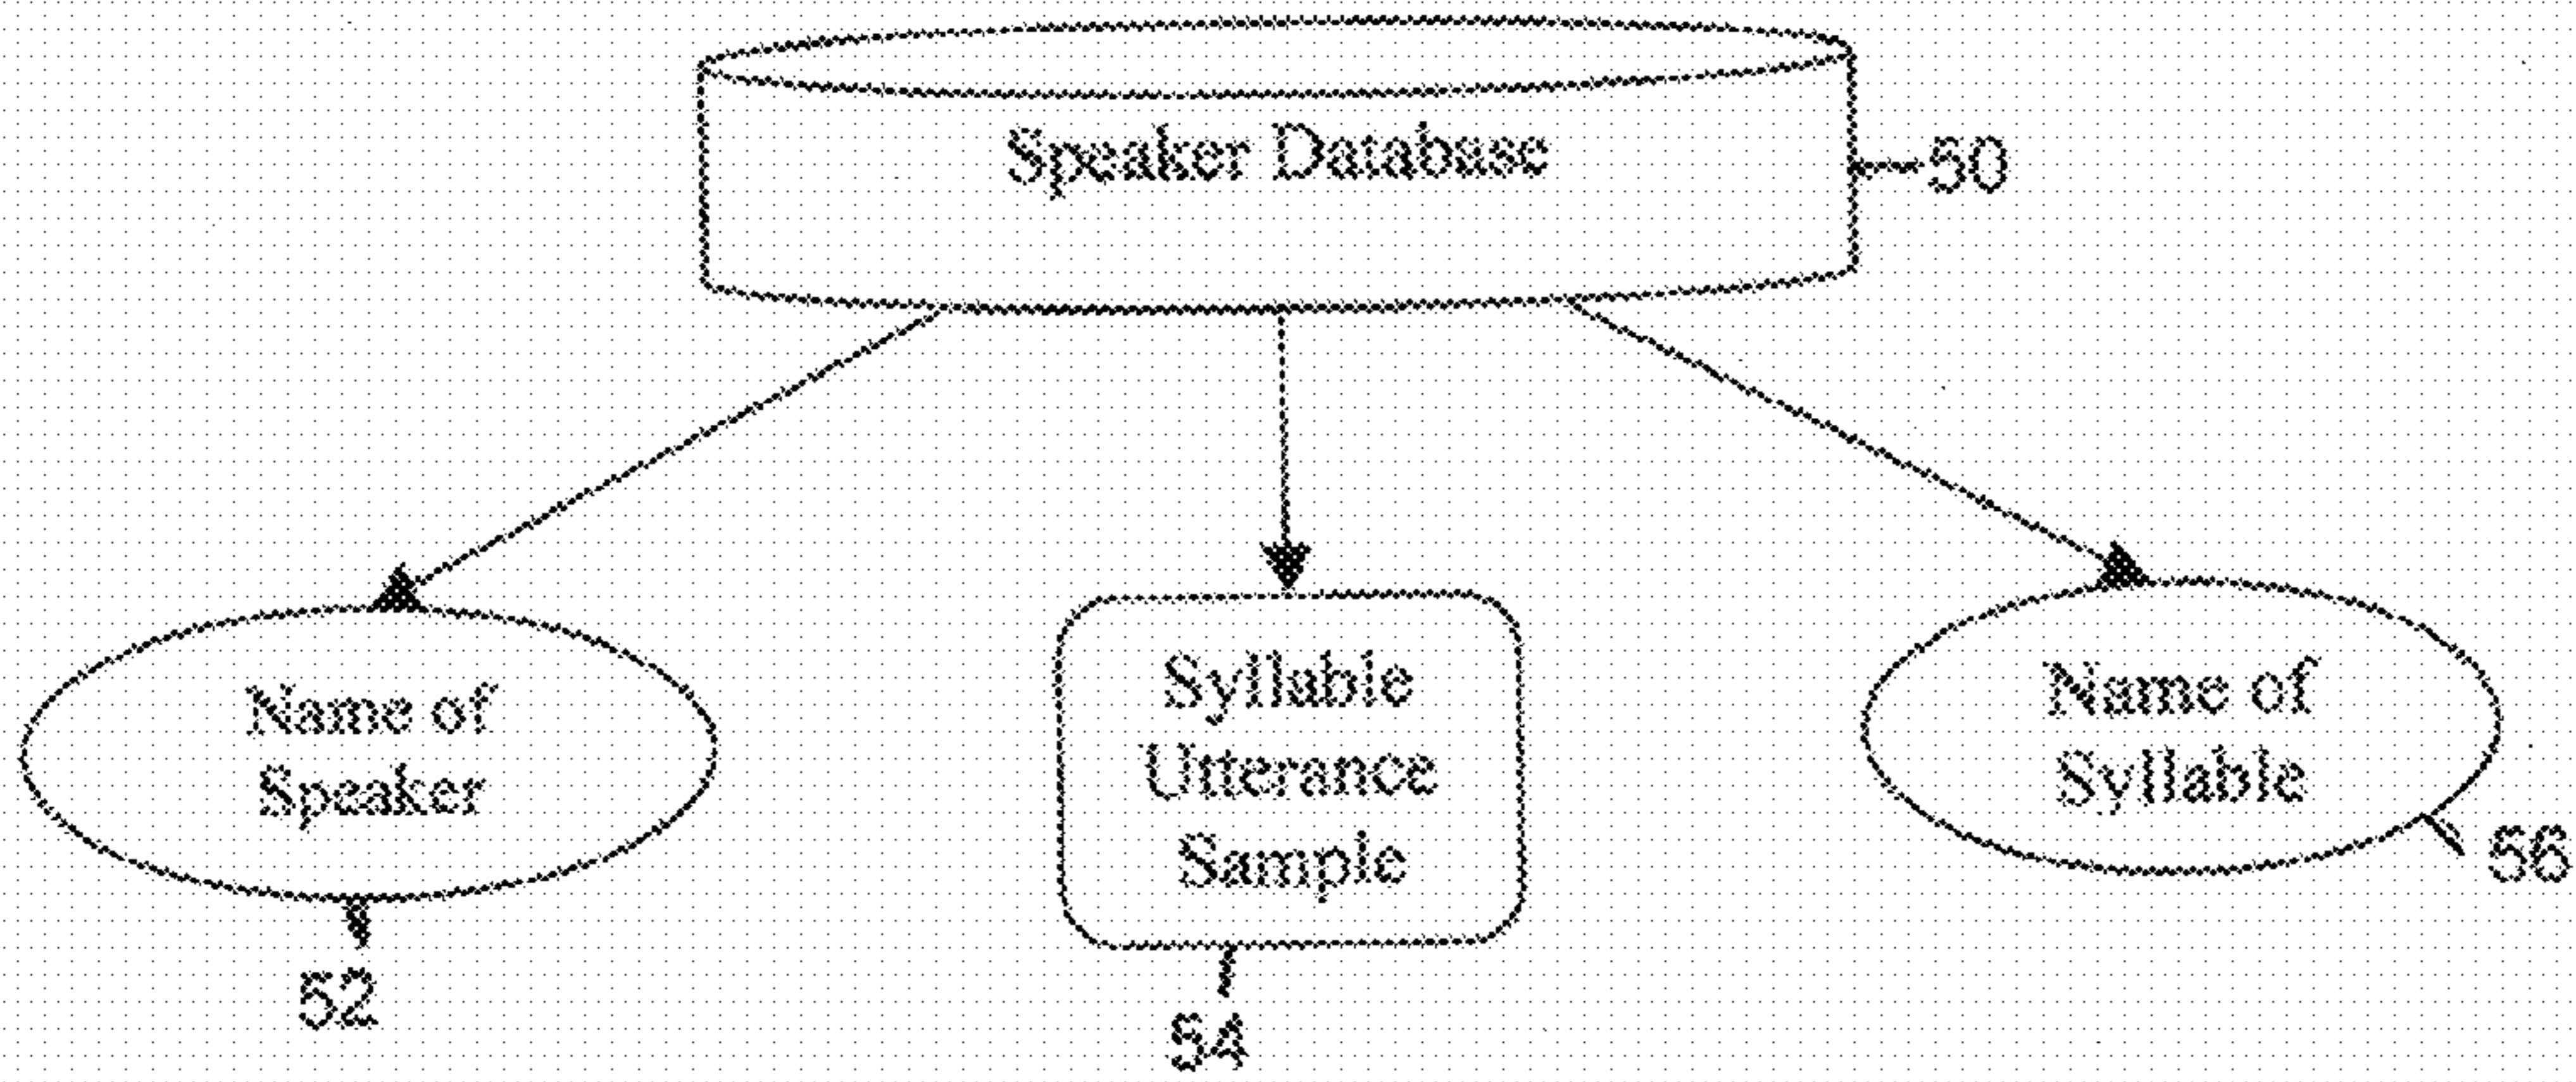 Speaker Database
50
Name of
Speaker
52
Syllable
Utterance
Sample
54
Name of
Syllable
56